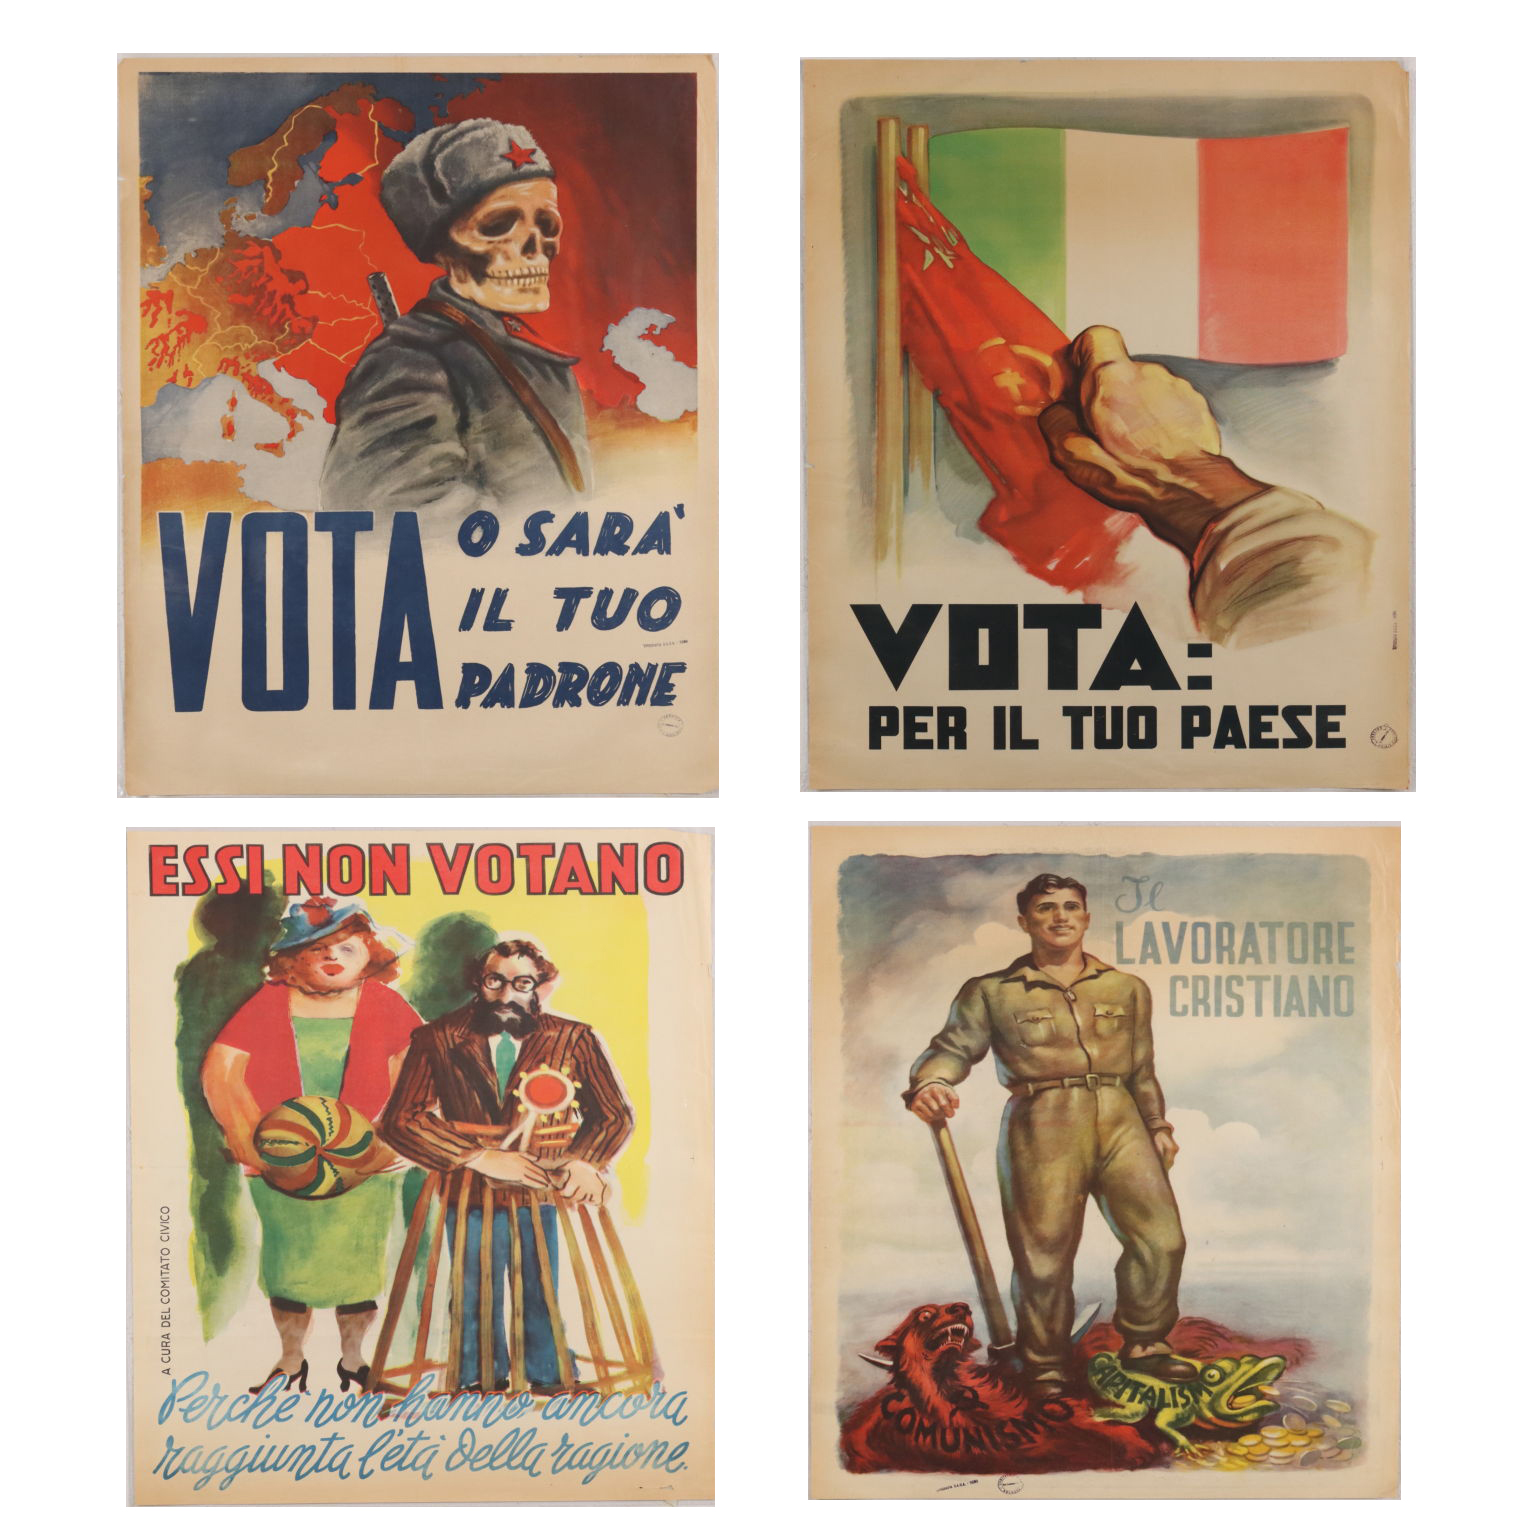 VOTA
O SARA'
IL TUO
PADRONE
VOTA:
PER IL TUO PAESE
ESSI NON VOTANO
A CURA DEL COMITATO CIVICO
Perche' non hanno ancora
raggiunta l'età della ragione.
Il
LAVORATORE
CRISTIANO
COMUNISMO
CAPITALISM